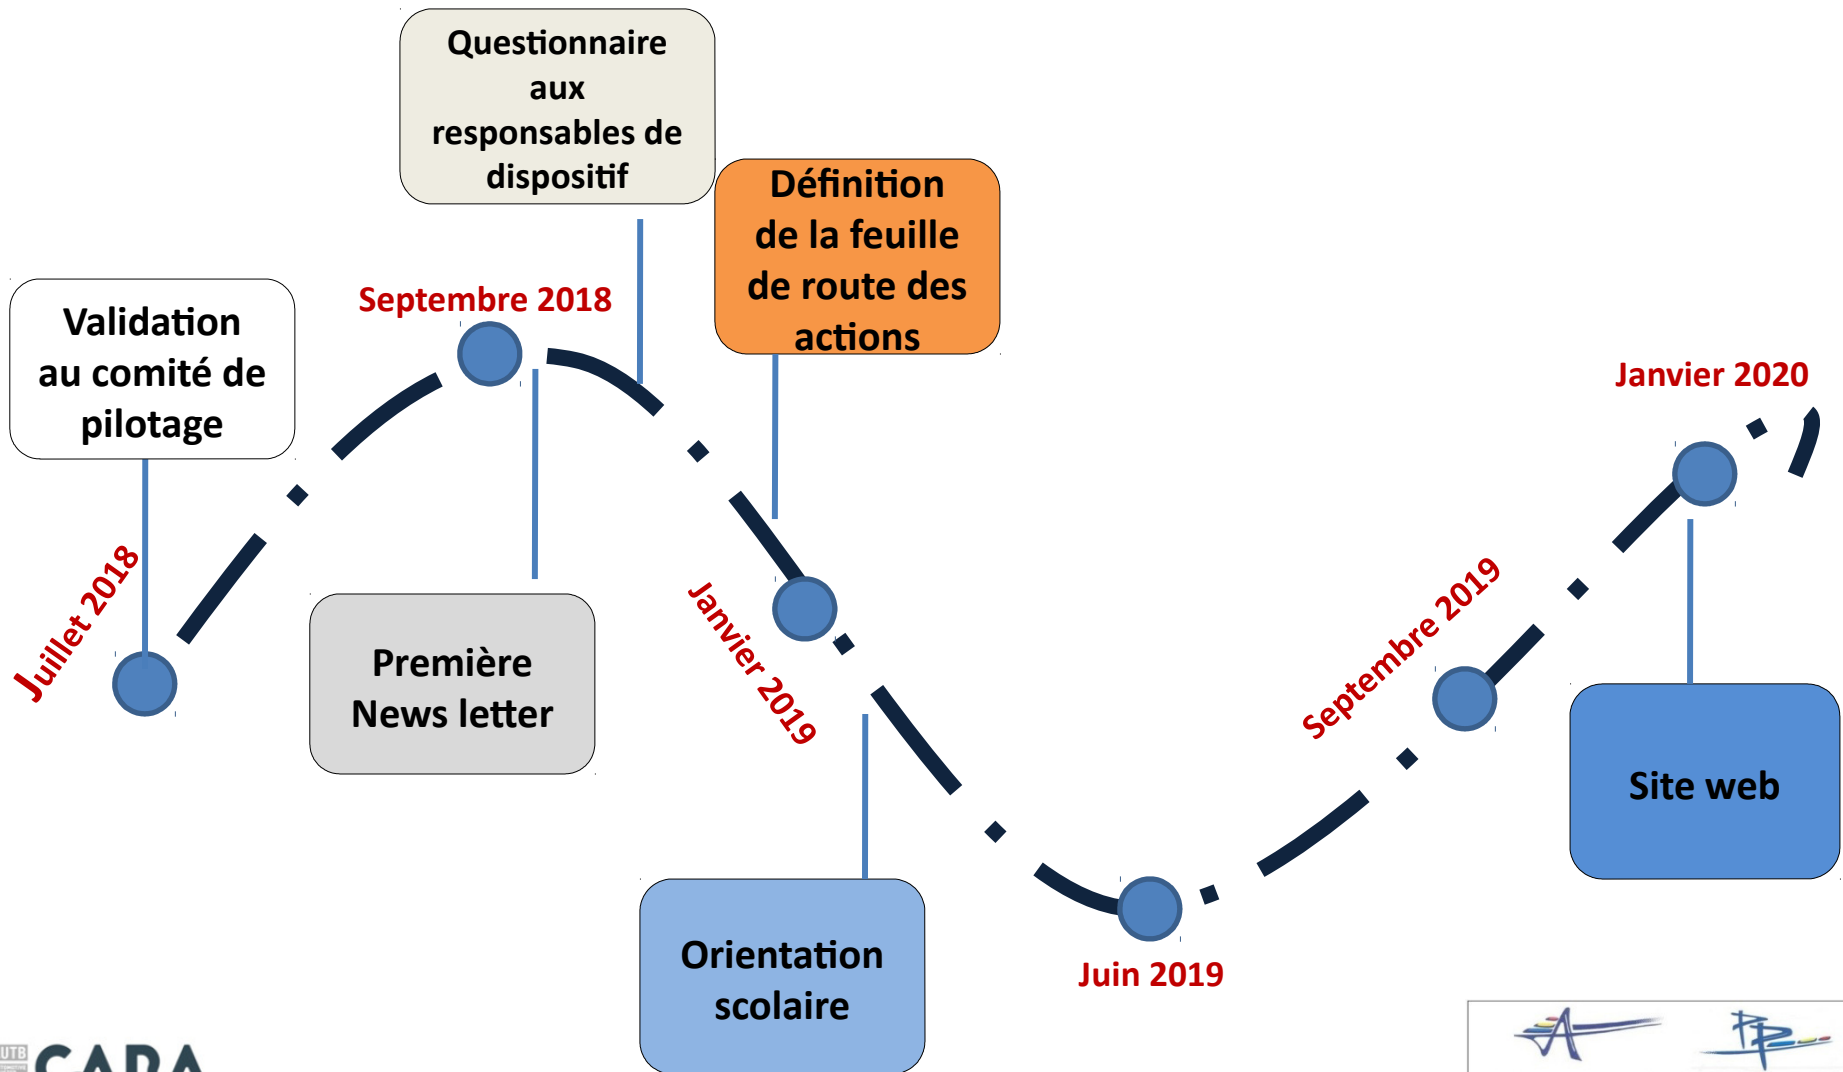 Questionnaire
aux
responsables de
dispositif
Définition
de la feuille
de route des
actions
Validation
au comité de
pilotage
Septembre 2018
Janvier 2020
Juillet 2018
Première
News letter
Janvier 2019
Septembre 2019
Site web
Orientation
scolaire
Juin 2019